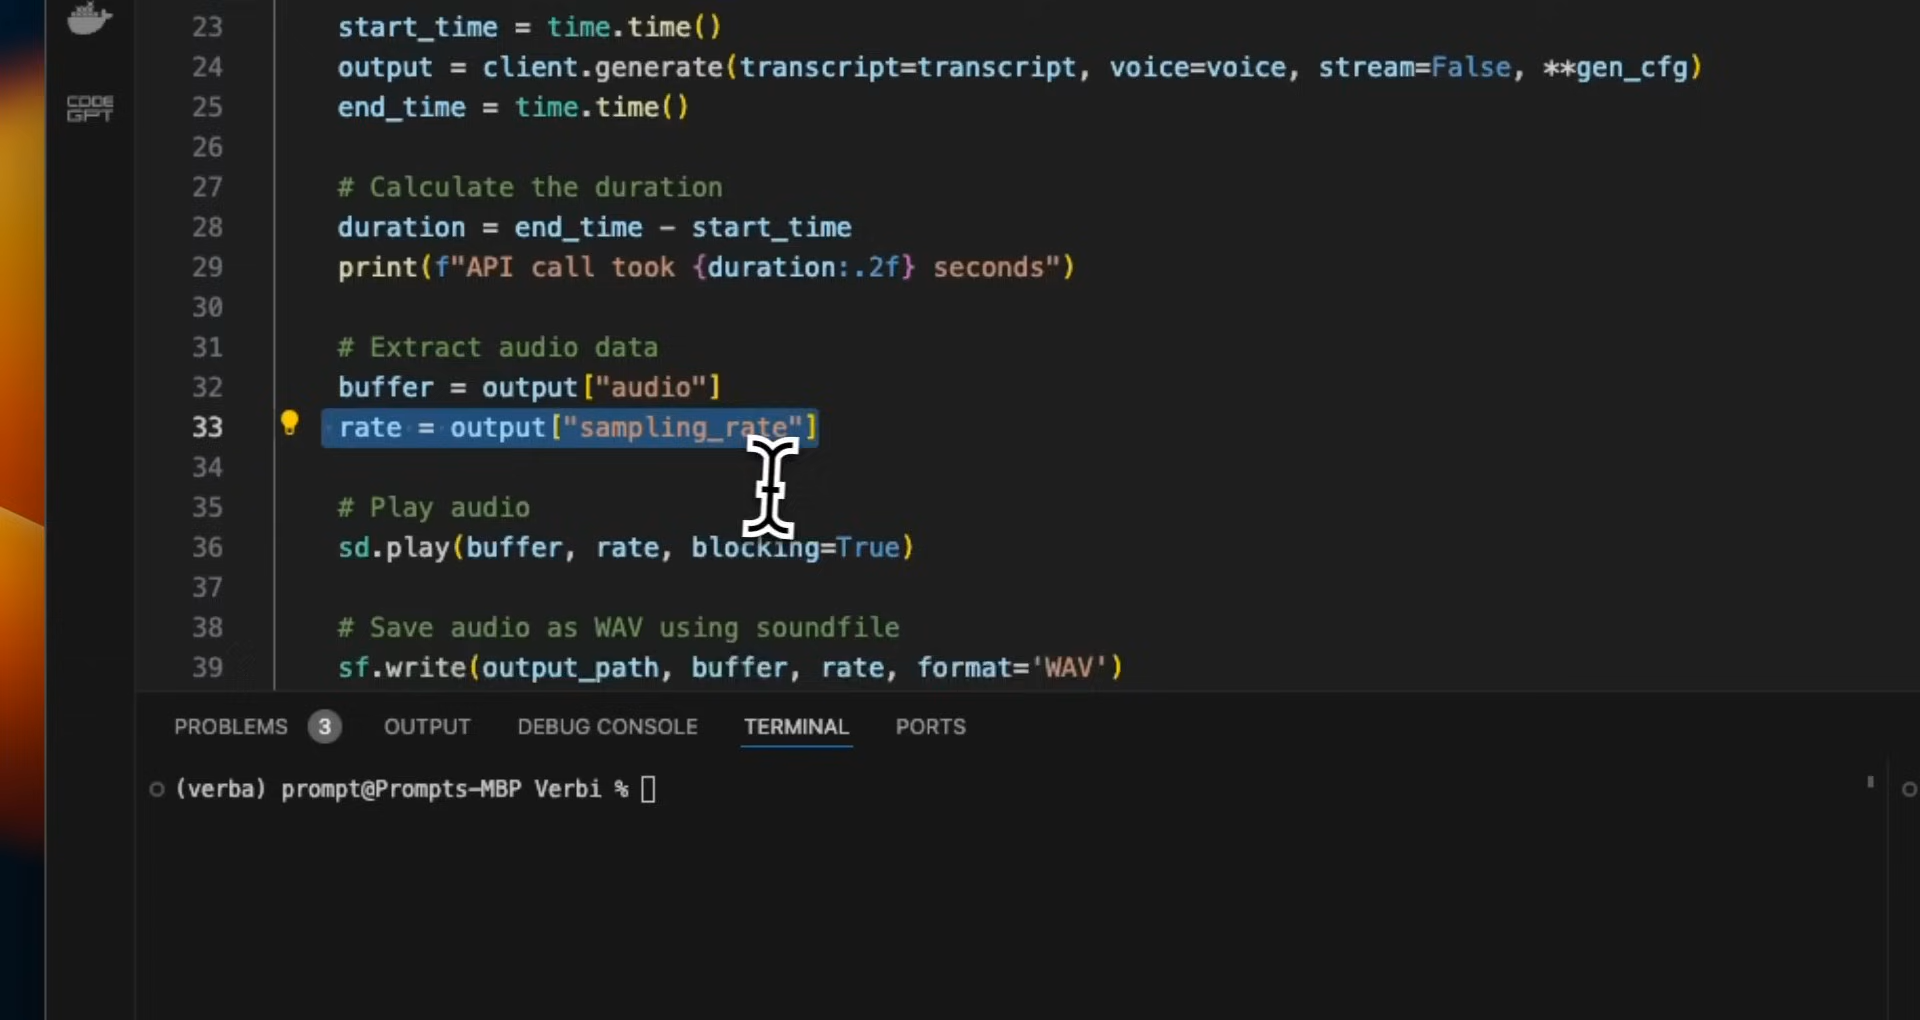 23 start_time = time.time()
24 output = client.generate(transcript=transcript, voice=voice, stream=False, **gen_cfg)
CODE
GPT
25 end_time = time.time()
26
27 # Calculate the duration
28 duration = end_time - start_time
29 print(f"API call took {duration:.2f} seconds")
30
31 # Extract audio data
32 buffer = output["audio"]
33 rate = output["sampling_rate"]
34
35 # Play audio
36 sd.play(buffer, rate, blocking=True)
37
38 # Save audio as WAV using soundfile
39 sf.write(output_path, buffer, rate, format='WAV')
PROBLEMS 3 OUTPUT DEBUG CONSOLE TERMINAL PORTS
(verba) prompt@Prompts-MBP Verbi %